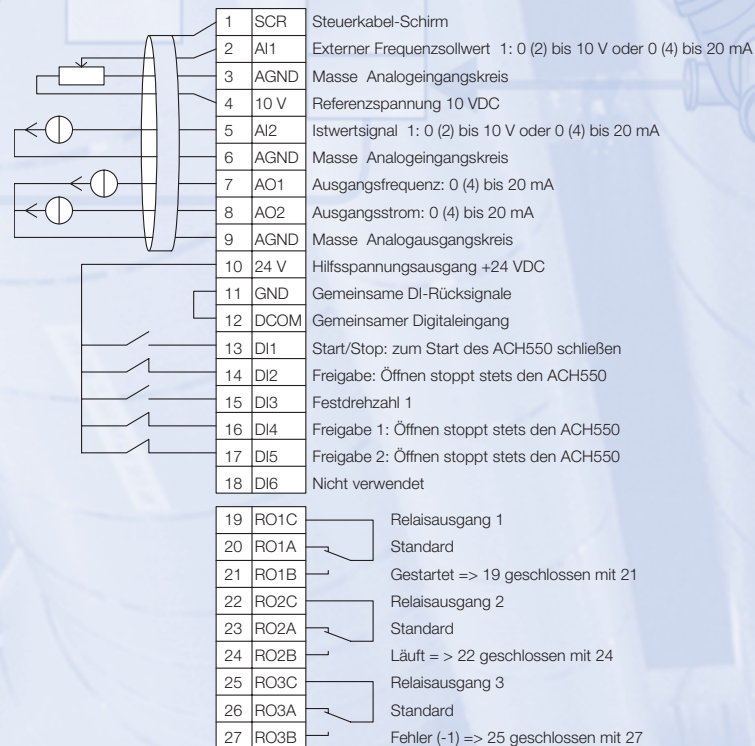 1 SCR Steuerkabel-Schirm
2 AI1 Externer Frequenzsollwert 1: 0 (2) bis 10 V oder 0 (4) bis 20 mA
3 AGND Masse Analogeingangskreis
4 10 V Referenzspannung 10 VDC
5 AI2 Istwertsignal 1: 0 (2) bis 10 V oder 0 (4) bis 20 mA
6 AGND Masse Analogeingangskreis
7 AO1 Ausgangsfrequenz: 0 (4) bis 20 mA
8 AO2 Ausgangsstrom: 0 (4) bis 20 mA
9 AGND Masse Analogausgangskreis
10 24 V Hilfsspannungsausgang +24 VDC
11 GND Gemeinsame DI-Rücksignale
12 DCOM Gemeinsamer Digitaleingang
13 DI1 Start/Stop: zum Start des ACH550 schließen
14 DI2 Freigabe: Öffnen stoppt stets den ACH550
15 DI3 Festdrehzahl 1
16 DI4 Freigabe 1: Öffnen stoppt stets den ACH550
17 DI5 Freigabe 2: Öffnen stoppt stets den ACH550
18 DI6 Nicht verwendet
19 RO1C Relaisausgang 1
20 RO1A Standard
21 RO1B Gestartet => 19 geschlossen mit 21
22 RO2C Relaisausgang 2
23 RO2A Standard
24 RO2B Läuft = > 22 geschlossen mit 24
25 RO3C Relaisausgang 3
26 RO3A Standard
27 RO3B Fehler (-1) => 25 geschlossen mit 27